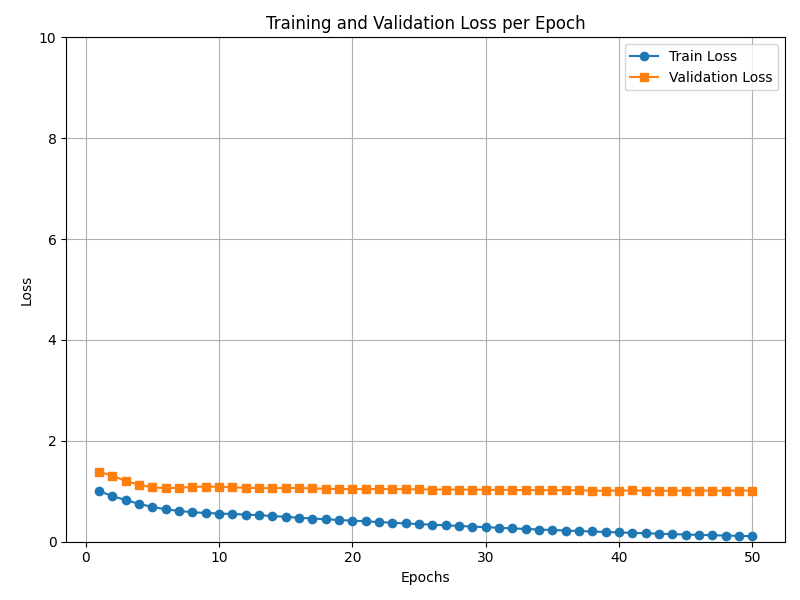 Training and Validation Loss per Epoch
Train Loss
Validation Loss
Loss
10
8
6
4
2
0
0 10 20 30 40 50
Epochs